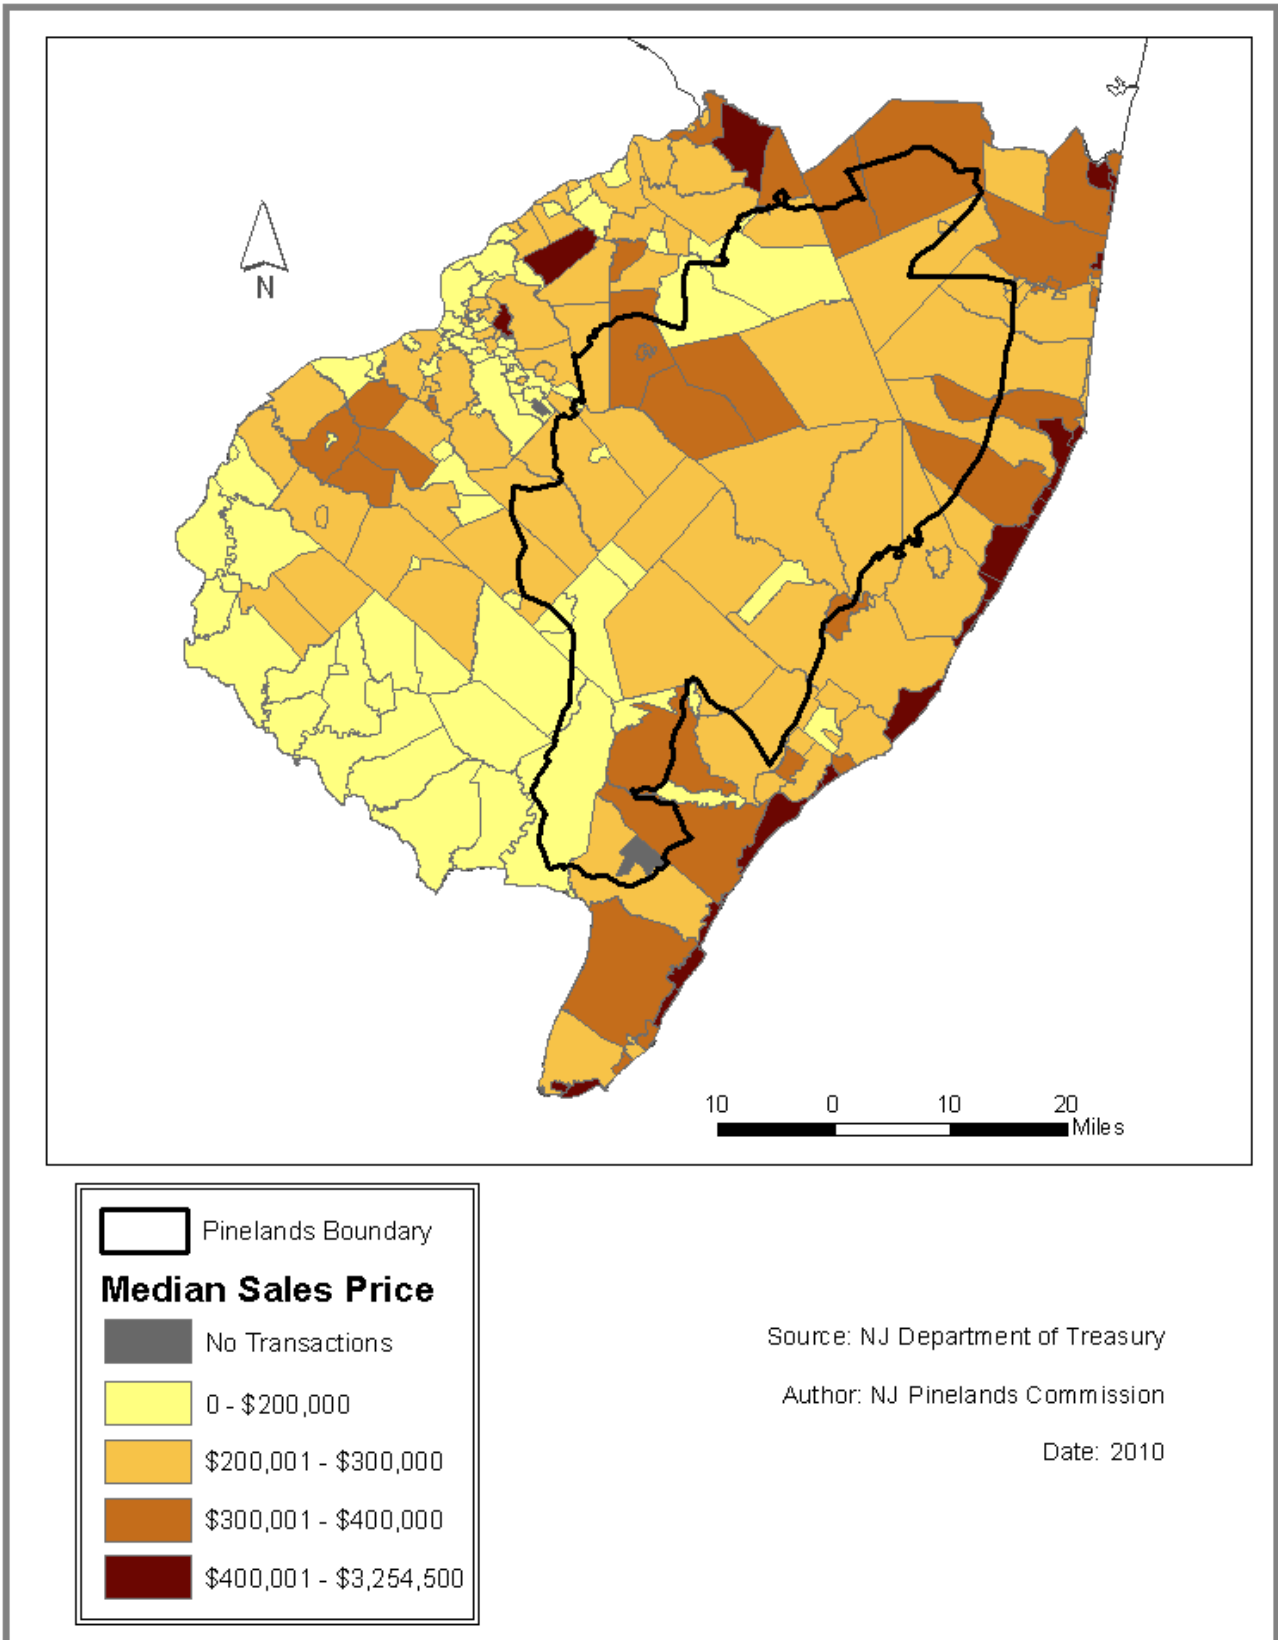 N
10 0 10 20
Miles
Pinelands Boundary
Median Sales Price
No Transactions
0 - $200,000
$200,001 - $300,000
$300,001 - $400,000
$400,001 - $3,254,500
Source: NJ Department of Treasury
Author: NJ Pinelands Commission
Date: 2010